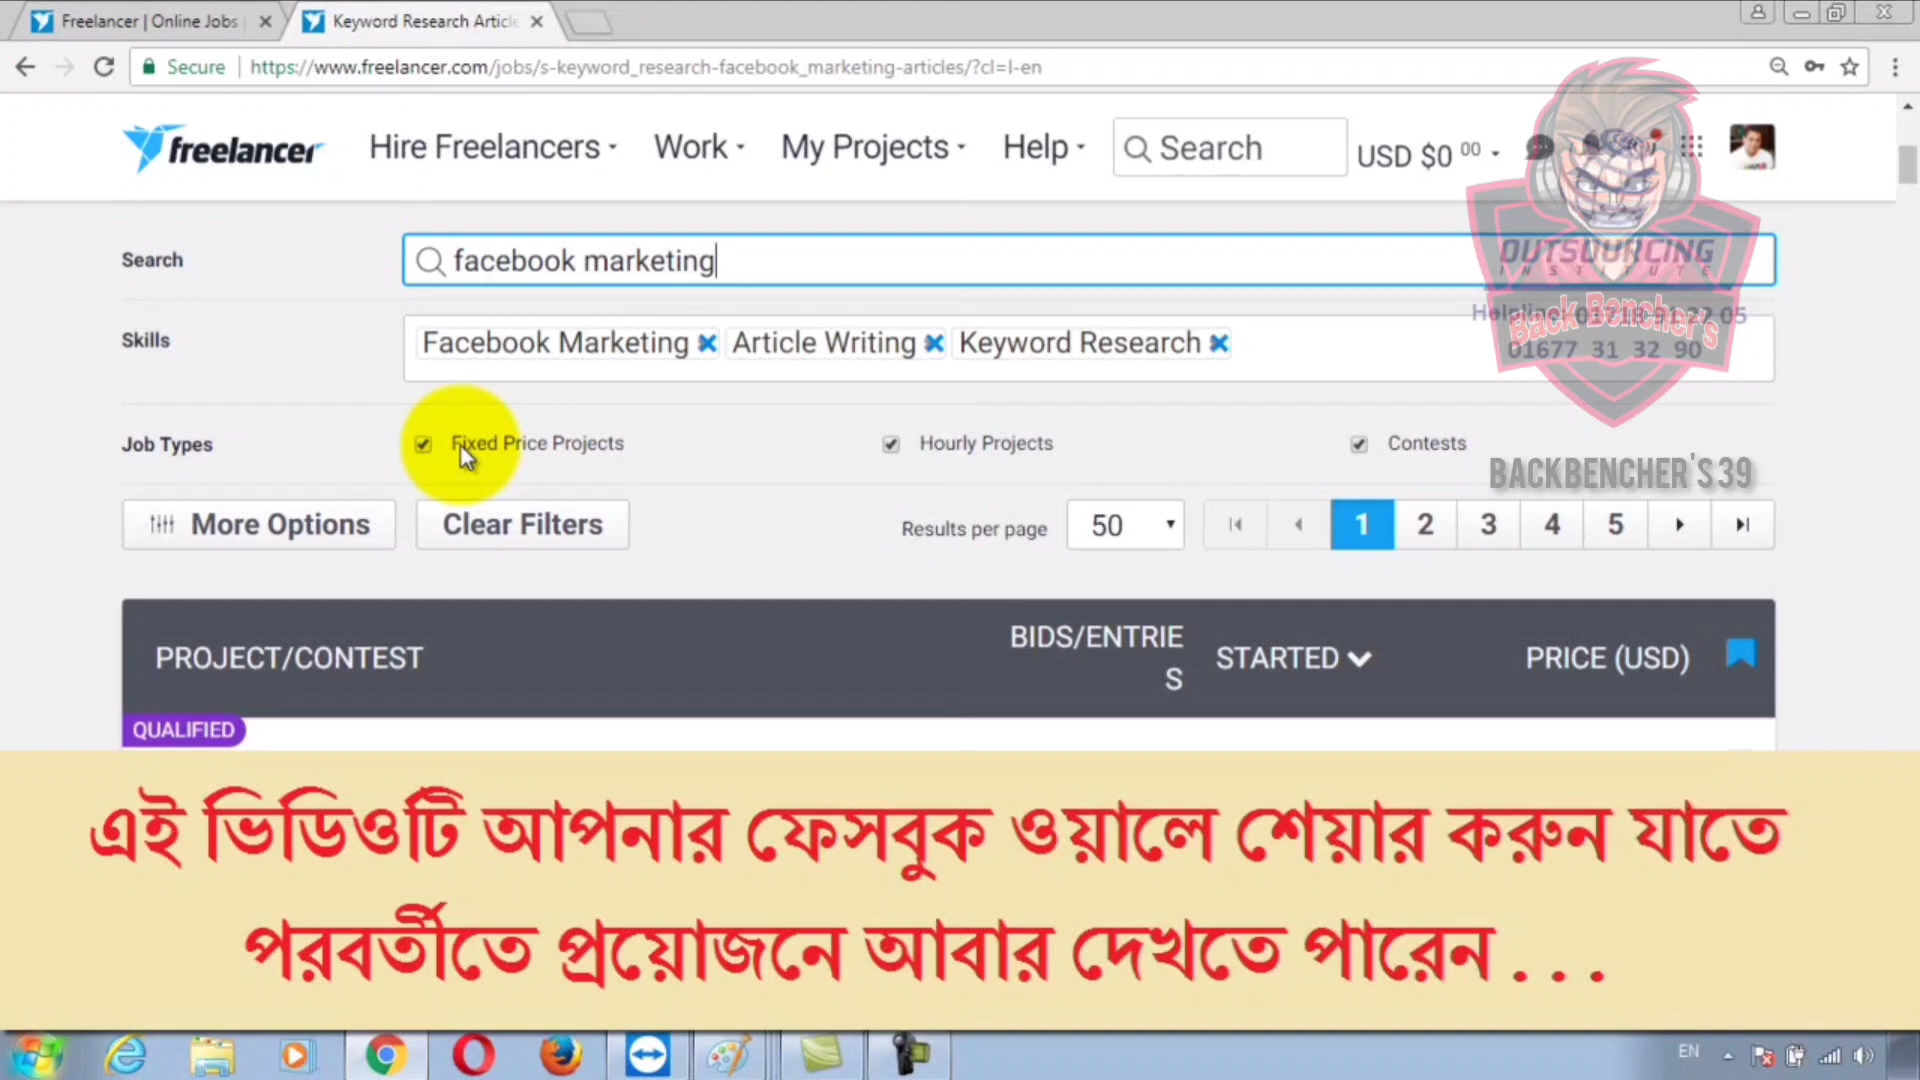 Freelancer | Online Jobs
Keyword Research Article
Secure
https://www.freelancer.com/jobs/s-keyword_research-facebook_marketing-articles/?cl=l-en
freelancer
Hire Freelancers
Work
My Projects
Help
Search
USD $0 00
Search
facebook marketing
OUTSOURCING
INSTITUTE
Skills
Facebook Marketing
Article Writing
Keyword Research
Back Bencher's
01677 31 32 90
Job Types
Fixed Price Projects
Hourly Projects
Contests
BACKBENCHER'S 39
More Options
Clear Filters
Results per page
50
1
2
3
4
5
PROJECT/CONTEST
BIDS/ENTRIE
S
STARTED
PRICE (USD)
QUALIFIED
এই ভিডিওটি আপনার ফেসবুক ওয়ালে শেয়ার করুন যাতে
পরবর্তীতে প্রয়োজনে আবার দেখতে পারেন . . .
EN